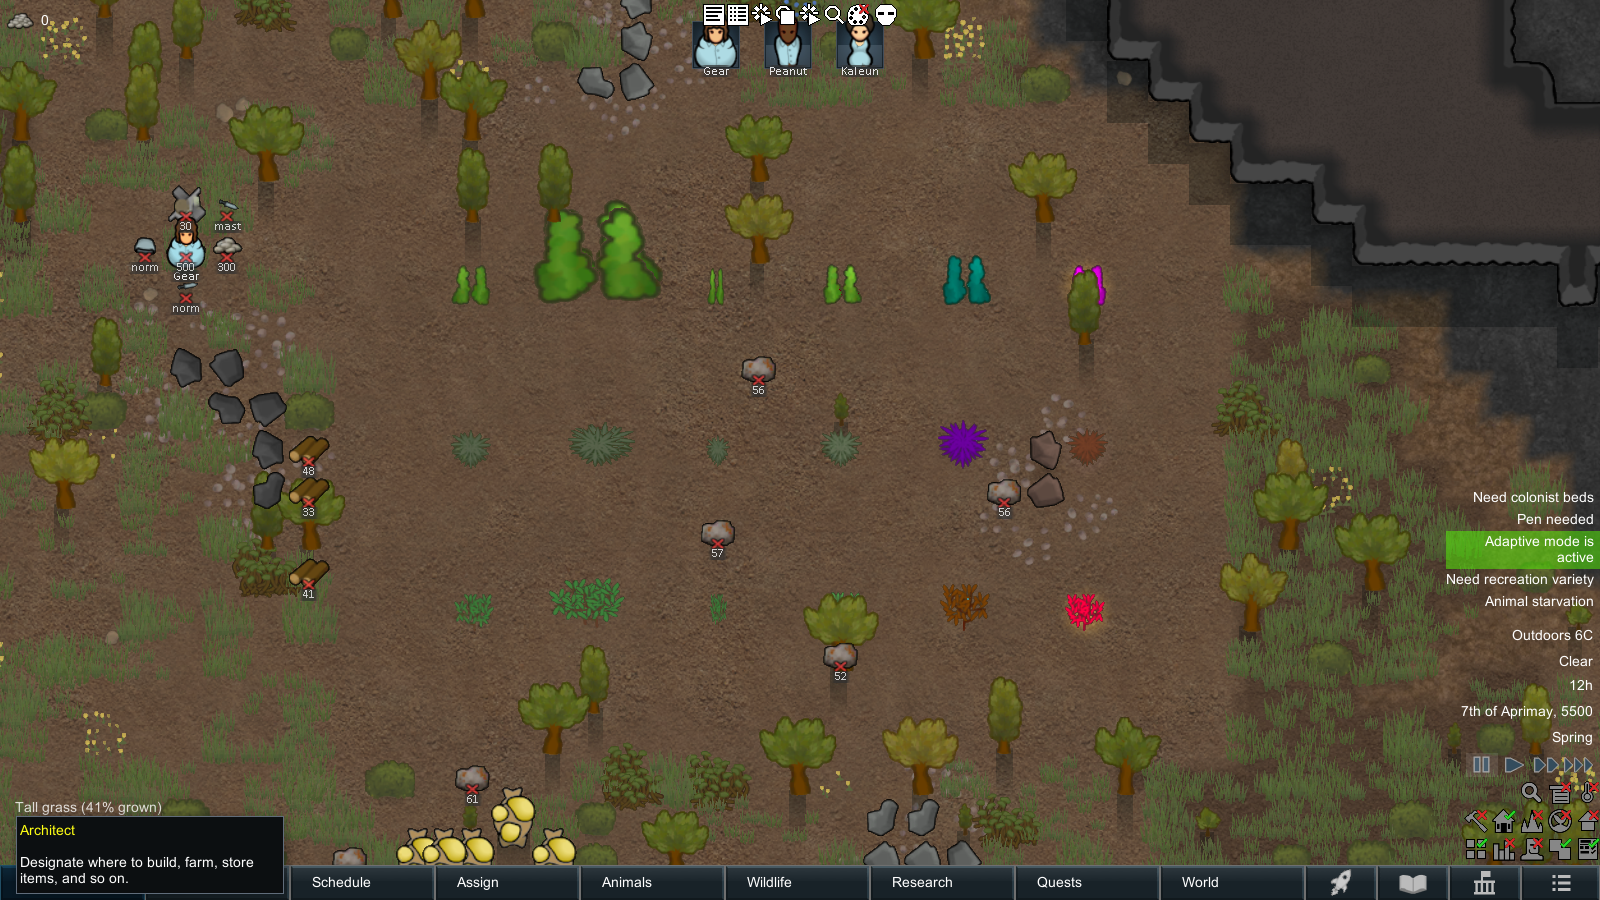 0
Gear
Peanut
Kaleun
30
mast
norm
500
300
Gear
norm
56
48
33
56
57
41
52
61
Need colonist beds
Pen needed
Adaptive mode is
active
Need recreation variety
Animal starvation
Outdoors 6C
Clear
12h
7th of Aprimay, 5500
Spring
Tall grass (41% grown)
Architect
Designate where to build, farm, store
items, and so on.
Schedule
Assign
Animals
Wildlife
Research
Quests
World